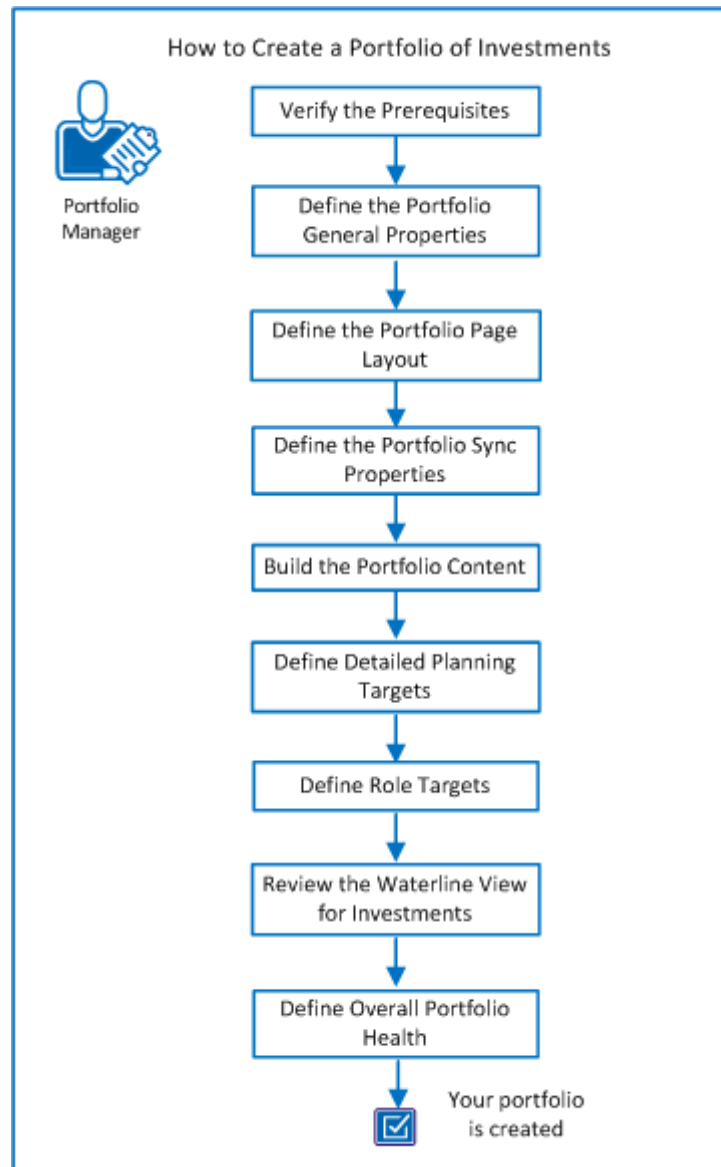 How to Create a Portfolio of Investments
Portfolio
Manager
Verify the Prerequisites
Define the Portfolio
General Properties
Define the Portfolio Page
Layout
Define the Portfolio Sync
Properties
Build the Portfolio Content
Define Detailed Planning
Targets
Define Role Targets
Review the Waterline View
for Investments
Define Overall Portfolio
Health
Your portfolio
is created